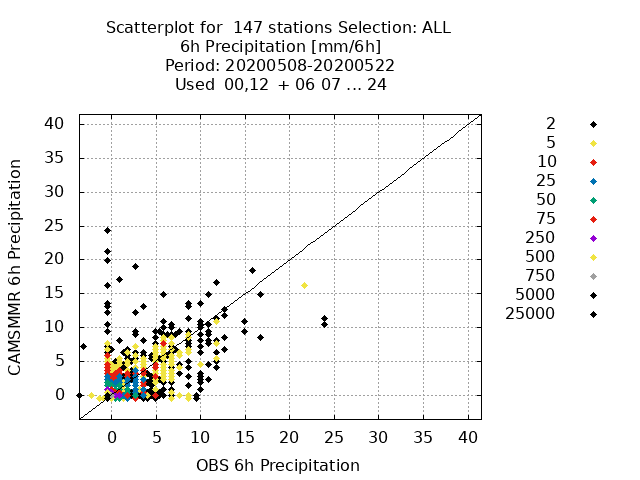 Scatterplot for  147 stations Selection: ALL
6h Precipitation [mm/6h]
Period: 20200508-20200522
Used  00,12  + 06 07 ... 24
40
35
30
25
20
15
10
5
0
CAMSMMR 6h Precipitation
0 5 10 15 20 25 30 35 40
OBS 6h Precipitation
2
5
10
25
50
75
250
500
750
5000
25000